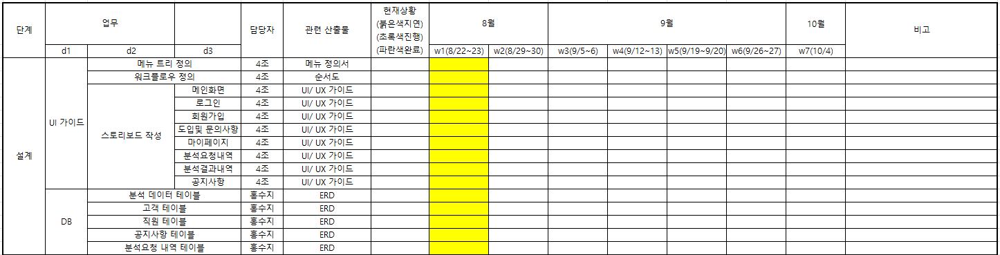 단계 업무 담당자 관련 산출물 현재상황 (붉은색지연) (초록색진행) (파란색완료) 8월 9월 10월 비고
d1 d2 d3 w1(8/22~23) w2(8/29~30) w3(9/5~6) w4(9/12~13) w5(9/19~9/20) w6(9/26~27) w7(10/4)
설계 UI 가이드 메뉴 트리 정의 4조 메뉴 정의서
워크플로우 정의 4조 순서도
스토리보드 작성 메인화면 4조 UI/ UX 가이드
로그인 4조 UI/ UX 가이드
회원가입 4조 UI/ UX 가이드
도입및 문의사항 4조 UI/ UX 가이드
마이페이지 4조 UI/ UX 가이드
분석요청내역 4조 UI/ UX 가이드
분석결과내역 4조 UI/ UX 가이드
공지사항 4조 UI/ UX 가이드
DB 분석 데이터 테이블 홍수지 ERD
고객 테이블 홍수지 ERD
직원 테이블 홍수지 ERD
공지사항 테이블 홍수지 ERD
분석요청 내역 테이블 홍수지 ERD